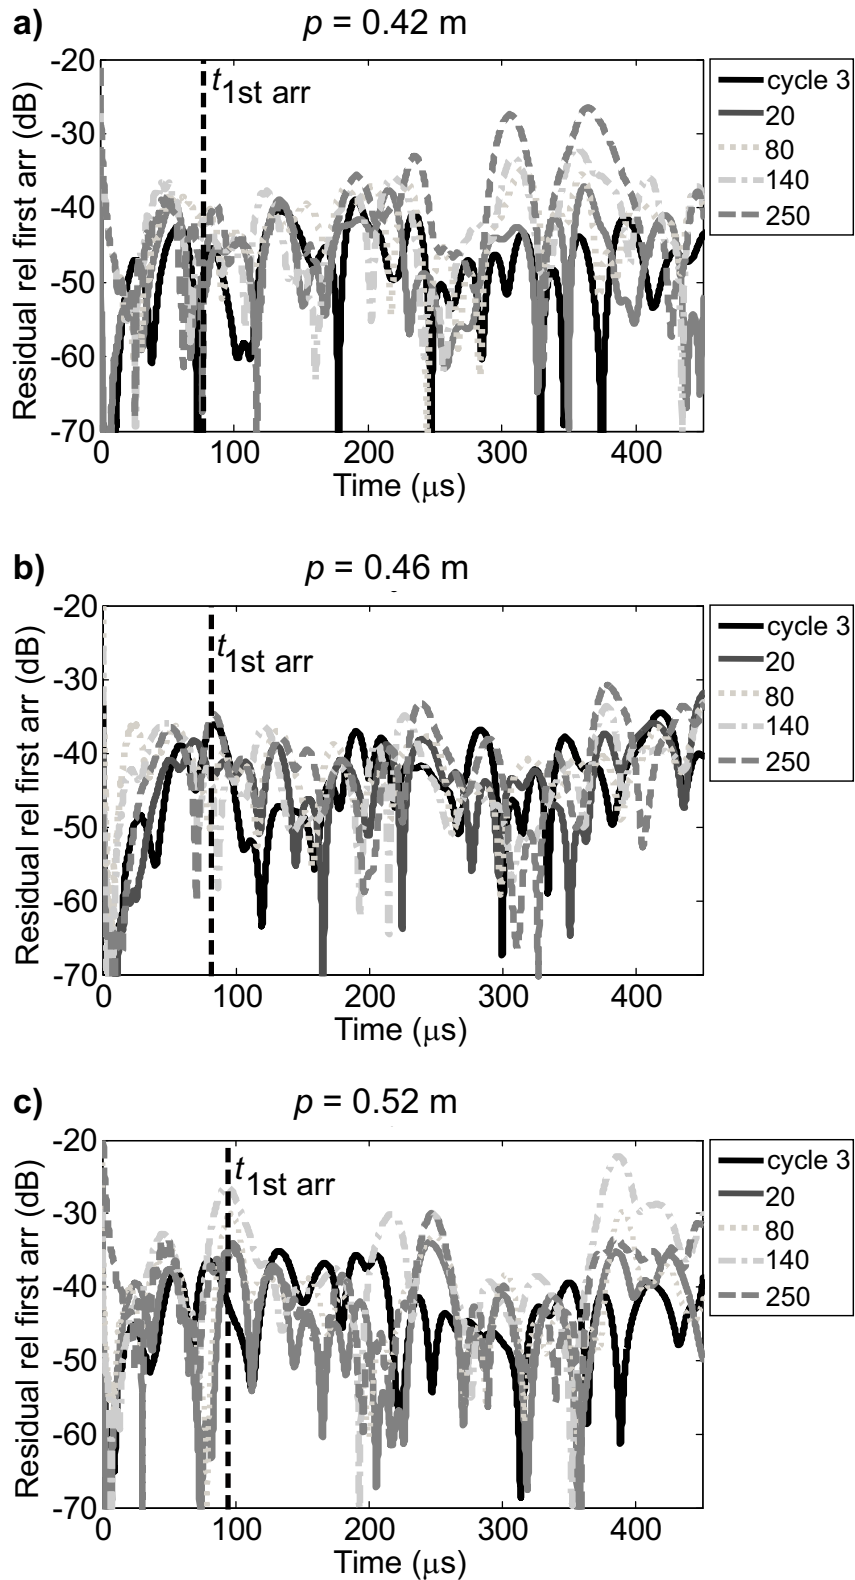 a)
p = 0.42 m
Residual rel first arr (dB)
-20
-30
-40
-50
-60
-70
t1st arr
cycle 3
20
80
140
250
0
100
200
300
400
Time (μs)
b)
p = 0.46 m
Residual rel first arr (dB)
-20
-30
-40
-50
-60
-70
t1st arr
cycle 3
20
80
140
250
0
100
200
300
400
Time (μs)
c)
p = 0.52 m
Residual rel first arr (dB)
-20
-30
-40
-50
-60
-70
t1st arr
cycle 3
20
80
140
250
0
100
200
300
400
Time (μs)